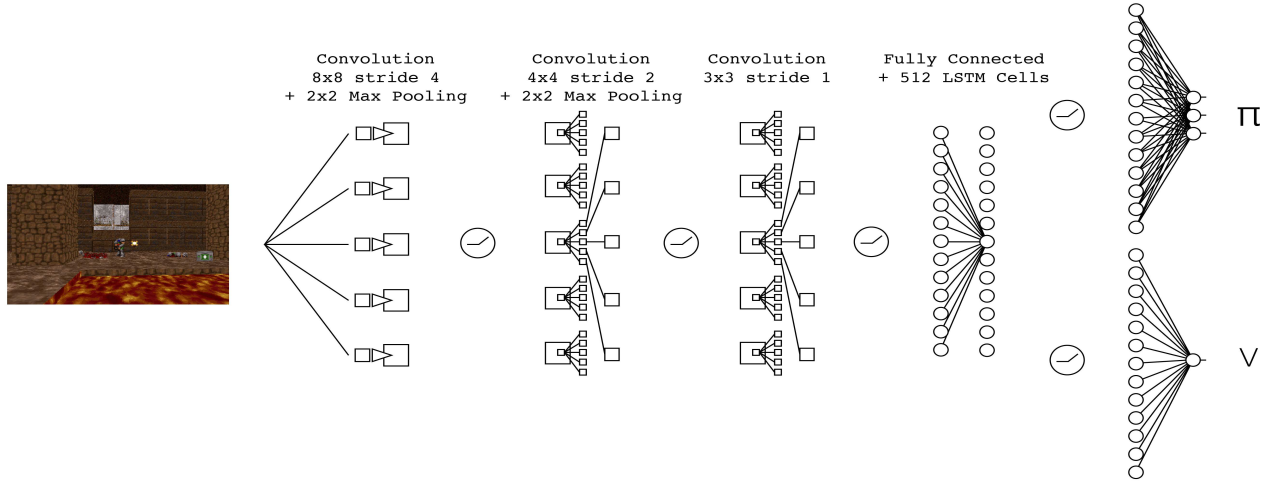 Convolution
8x8 stride 4
+ 2x2 Max Pooling
Convolution
4x4 stride 2
+ 2x2 Max Pooling
Convolution
3x3 stride 1
Fully Connected
+ 512 LSTM Cells
π
V